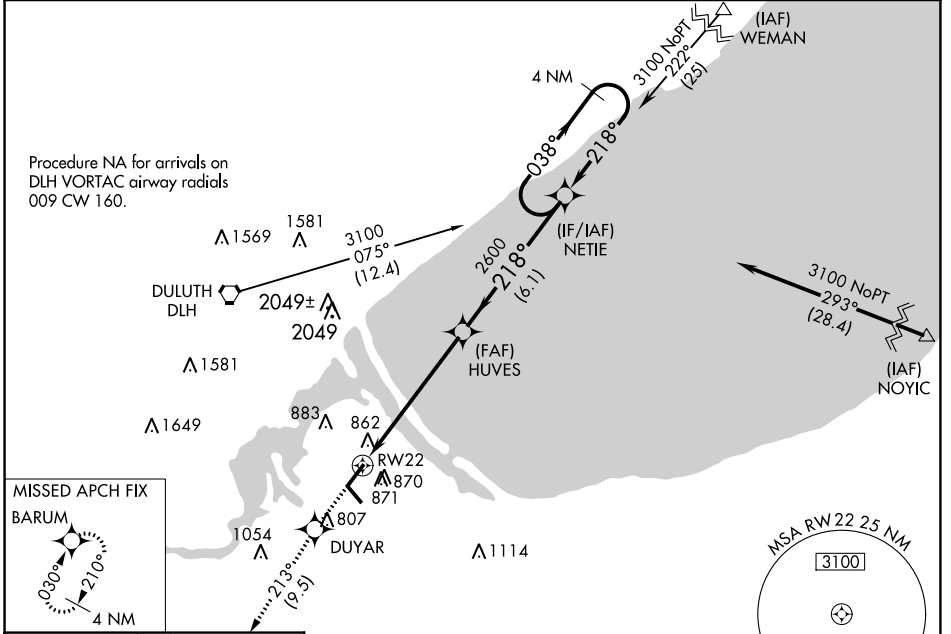 (IAF)
WEMAN
3100 NoPT
222°
(25)
4 NM
038°
218°
Procedure NA for arrivals on
DLH VORTAC airway radials
009 CW 160.
(IF/IAF)
NETIE
1569
1581
3100
075°
(12.4)
2600
218°
(6.1)
3100 NoPT
293°
(28.4)
DULUTH
DLH
2049±
2049
(FAF)
HUVES
(IAF)
NOYIC
1581
883
862
1649
RW22
870
871
MISSED APCH FIX
BARUM
030°
210°
4 NM
807
DUYAR
1054
1114
213°
(9.5)
MSA RW 22 25 NM
3100